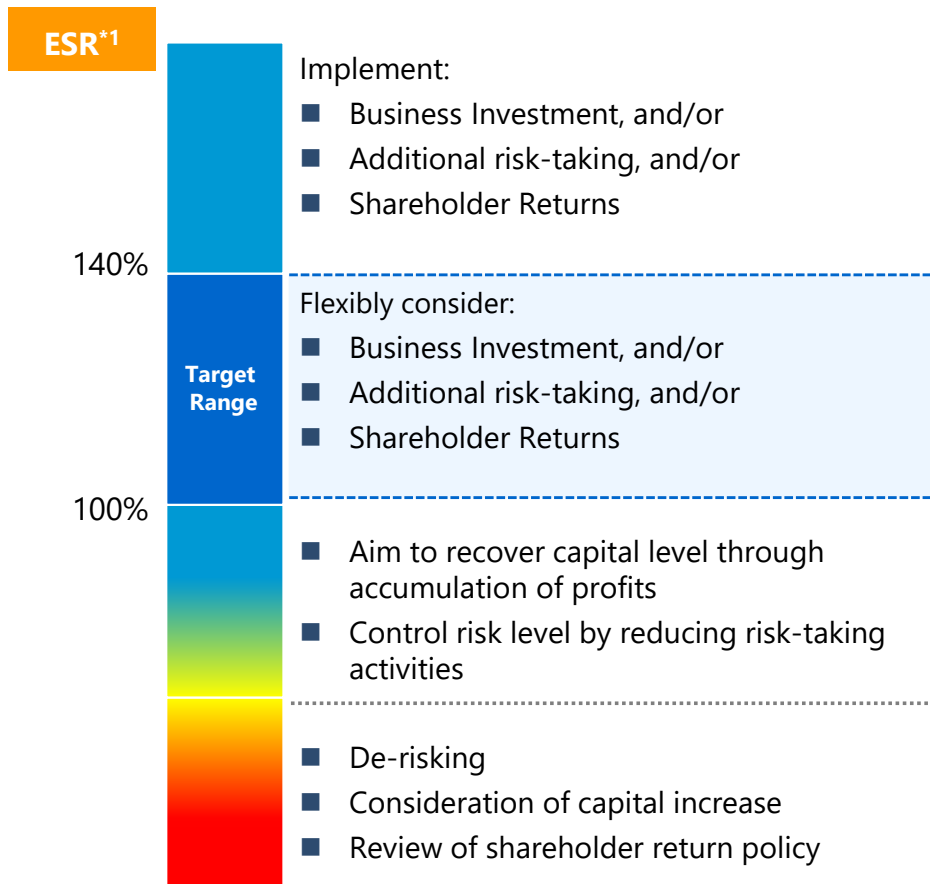 ESR*1
Implement:
■ Business Investment, and/or
■ Additional risk-taking, and/or
■ Shareholder Returns
140%
Flexibly consider:
■ Business Investment, and/or
■ Additional risk-taking, and/or
■ Shareholder Returns
Target
Range
100%
■ Aim to recover capital level through
accumulation of profits
■ Control risk level by reducing risk-taking
activities
■ De-risking
■ Consideration of capital increase
■ Review of shareholder return policy